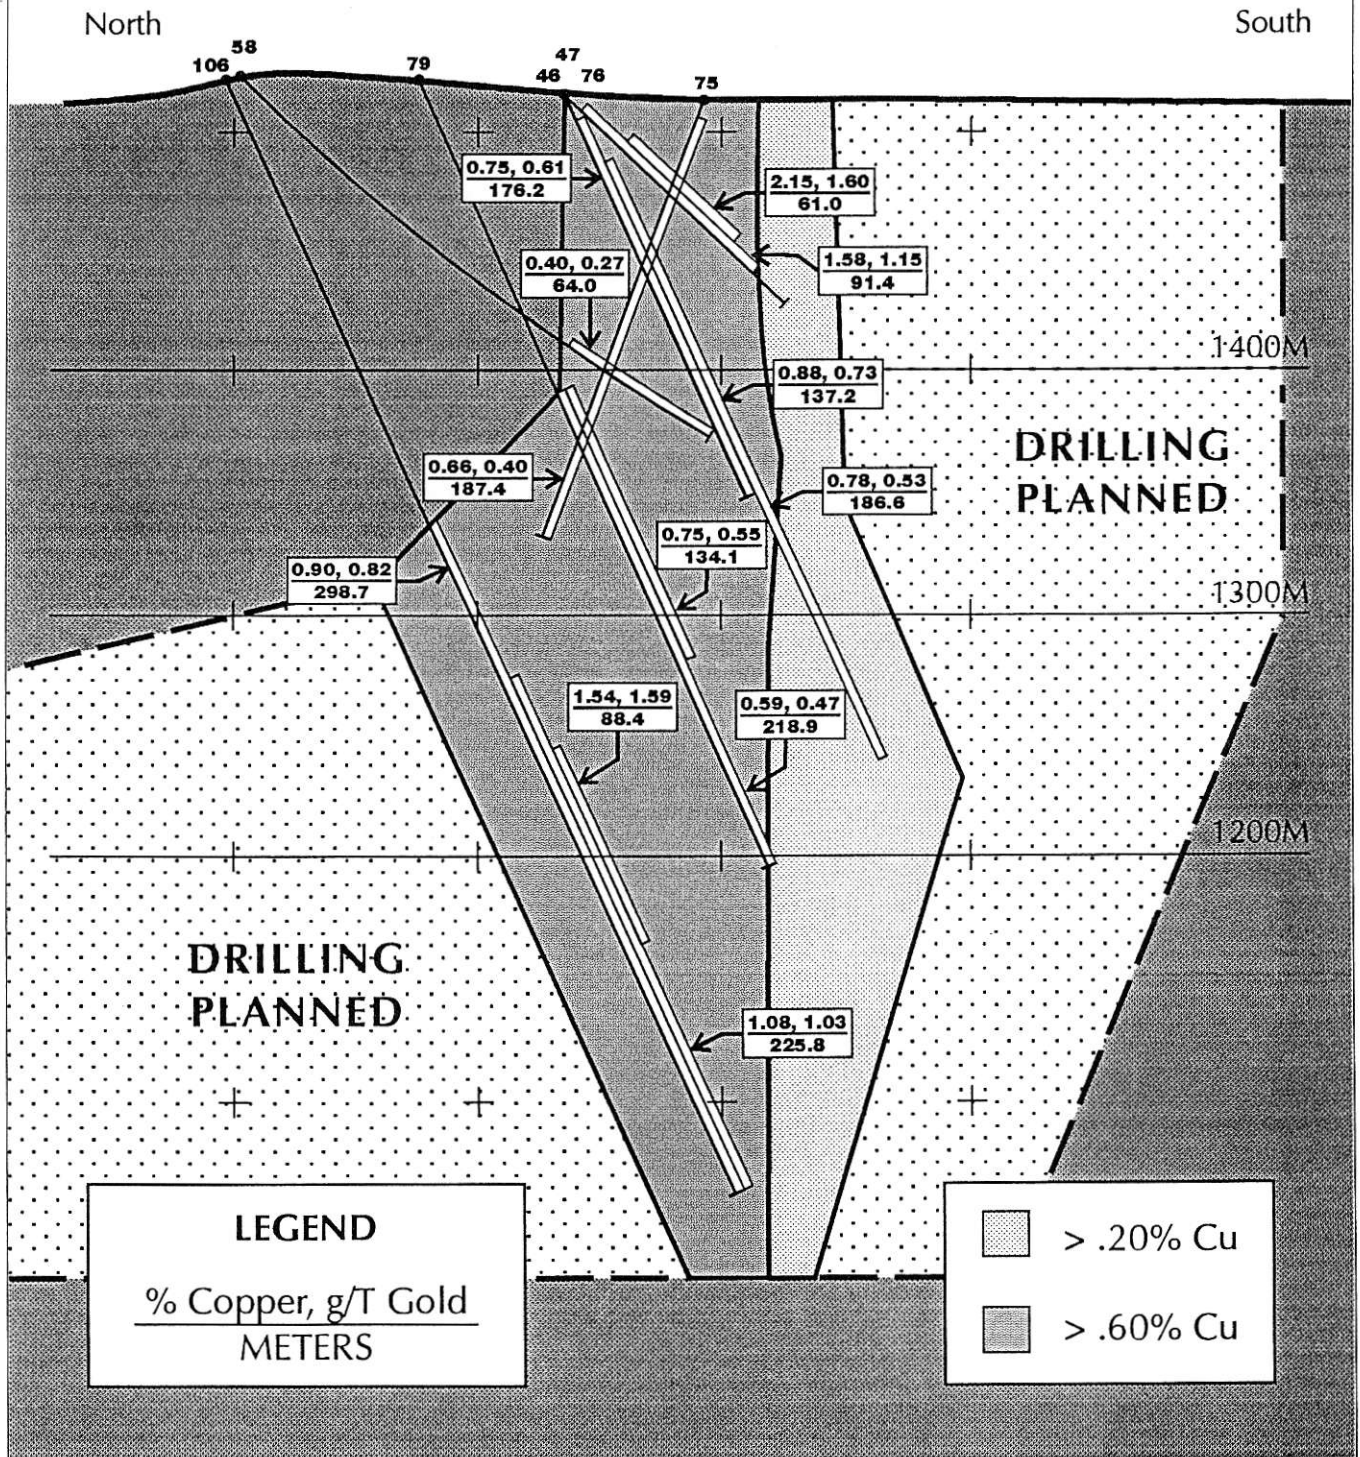 North
South
58
106
79
47
46 76
75
0.75, 0.61
176.2
2.15, 1.60
61.0
0.40, 0.27
64.0
1.58, 1.15
91.4
1400M
0.88, 0.73
137.2
DRILLING
PLANNED
0.66, 0.40
187.4
0.78, 0.53
186.6
0.75, 0.55
134.1
0.90, 0.82
298.7
1300M
1.54, 1.59
88.4
0.59, 0.47
218.9
1200M
DRILLING
PLANNED
1.08, 1.03
225.8
LEGEND
% Copper, g/T Gold
METERS
> .20% Cu
> .60% Cu